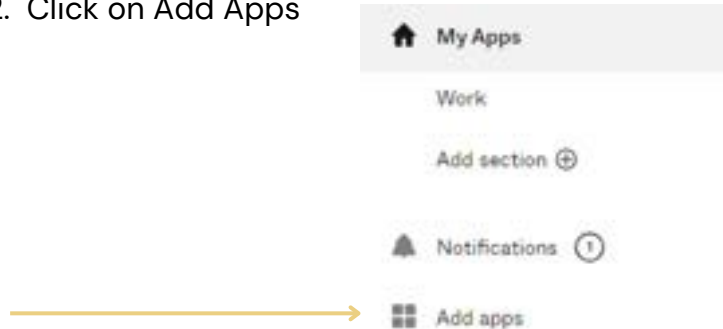 2. Click on Add Apps
My Apps
Work
Add section
Notifications 1
Add apps